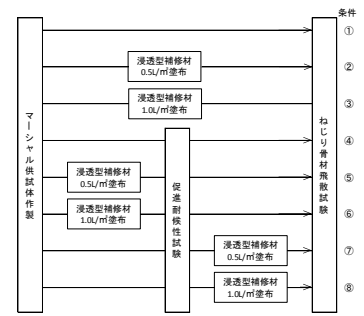 条件
①
浸透型補修材
0.5L/㎡塗布
②
浸透型補修材
1.0L/㎡塗布
③
マーシャル供試体作製
促進耐候性試験
ねじり骨材飛散試験
④
浸透型補修材
0.5L/㎡塗布
⑤
浸透型補修材
1.0L/㎡塗布
⑥
浸透型補修材
0.5L/㎡塗布
⑦
浸透型補修材
1.0L/㎡塗布
⑧